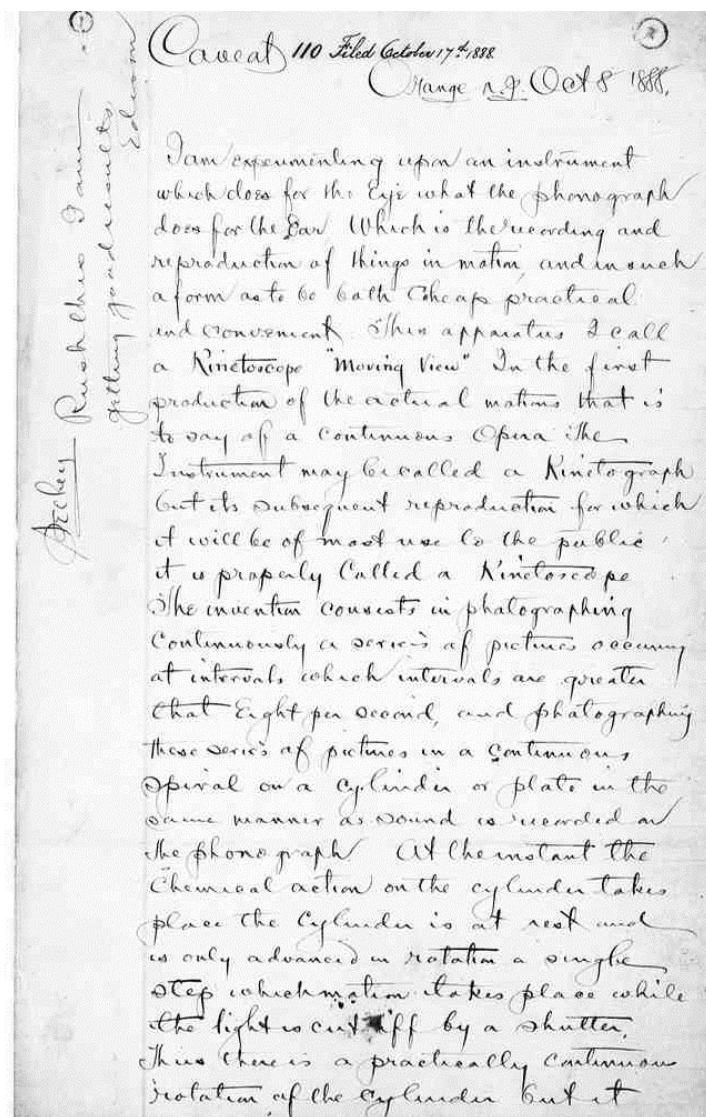 Caveat 110 Filed October 17th 1888.
Orange N.J. Oct 8 1888.
I am experimenting upon an instrument
which does for the Eye what the phonograph
does for the Ear Which is the recording and
reproduction of things in motion, and in such
a form as to be both Cheap practical
and convenient. This apparatus I call
a Kinetoscope "Moving View" In the first
production of the actual motions that is
to say of a continuous Opera The
Instrument may be called a Kinetograph
but its subsequent reproduction for which
it will be of most use to the public
it is properly Called a Kinetoscope
The invention consists in photographing
Continuously a series of pictures occurring
at intervals which intervals are greater
that Eight per second, and photographing
these series of pictures in a Continuous
Spiral on a cylinder or plate in the
same manner as sound is recorded on
the phonograph At the instant the
Chemical action on the cylinder takes
place the Cylinder is at rest and
is only advanced in rotation a single
step which motion takes place while
the light is cut off by a shutter.
Thus there is a practically continuous
rotation of the Cylinder but it
Rush this I am
getting good results
Edison